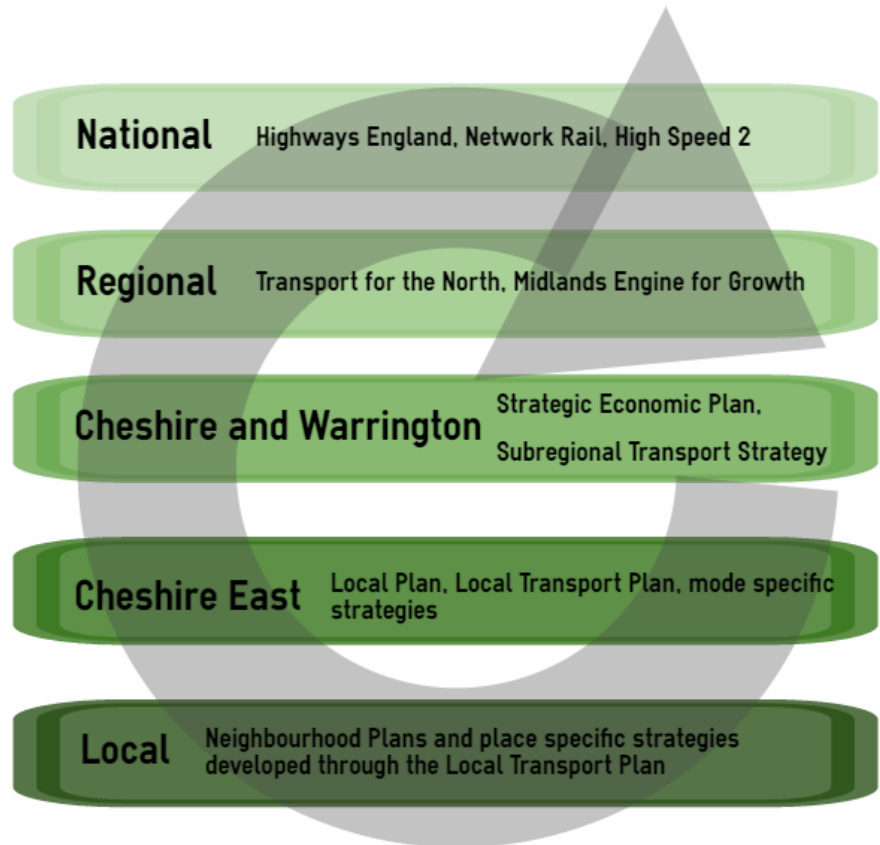 National
Highways England, Network Rail, High Speed 2
Regional
Transport for the North, Midlands Engine for Growth
Cheshire and Warrington
Strategic Economic Plan,
Subregional Transport Strategy
Cheshire East
Local Plan, Local Transport Plan, mode specific
strategies
Local
Neighbourhood Plans and place specific strategies
developed through the Local Transport Plan